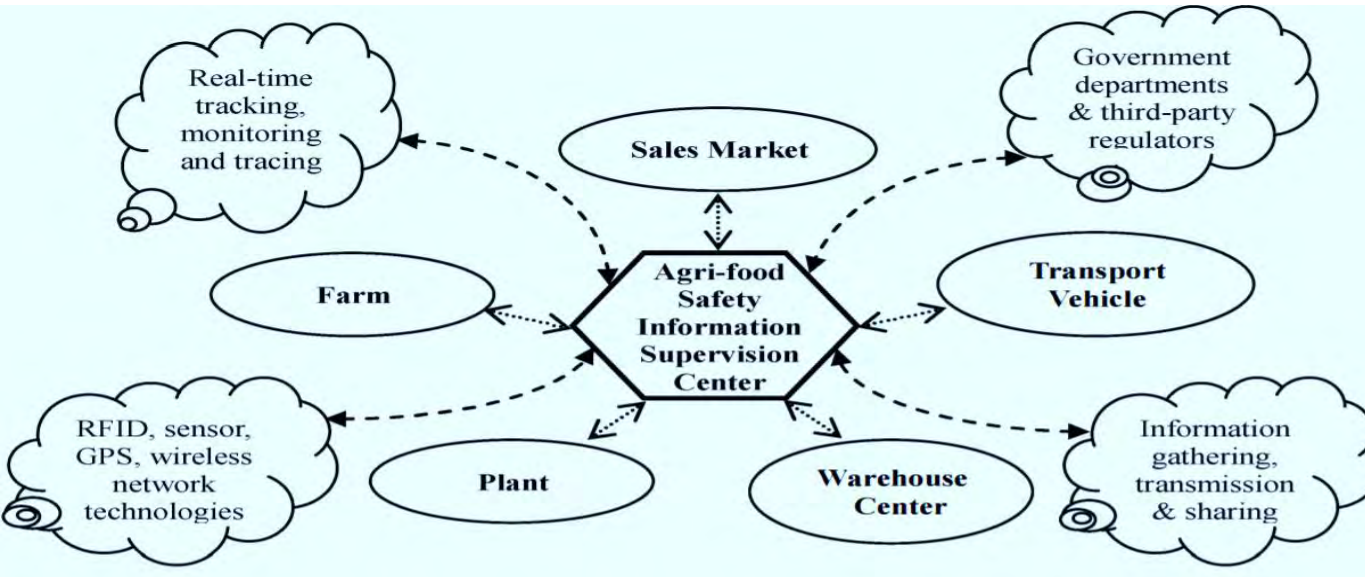 Real-time
tracking,
monitoring
and tracing
Government
departments
& third-party
regulators
Sales Market
Farm
Agri-food
Safety
Information
Supervision
Center
Transport
Vehicle
RFID, sensor,
GPS, wireless
network
technologies
Plant
Warehouse
Center
Information
gathering,
transmission
& sharing